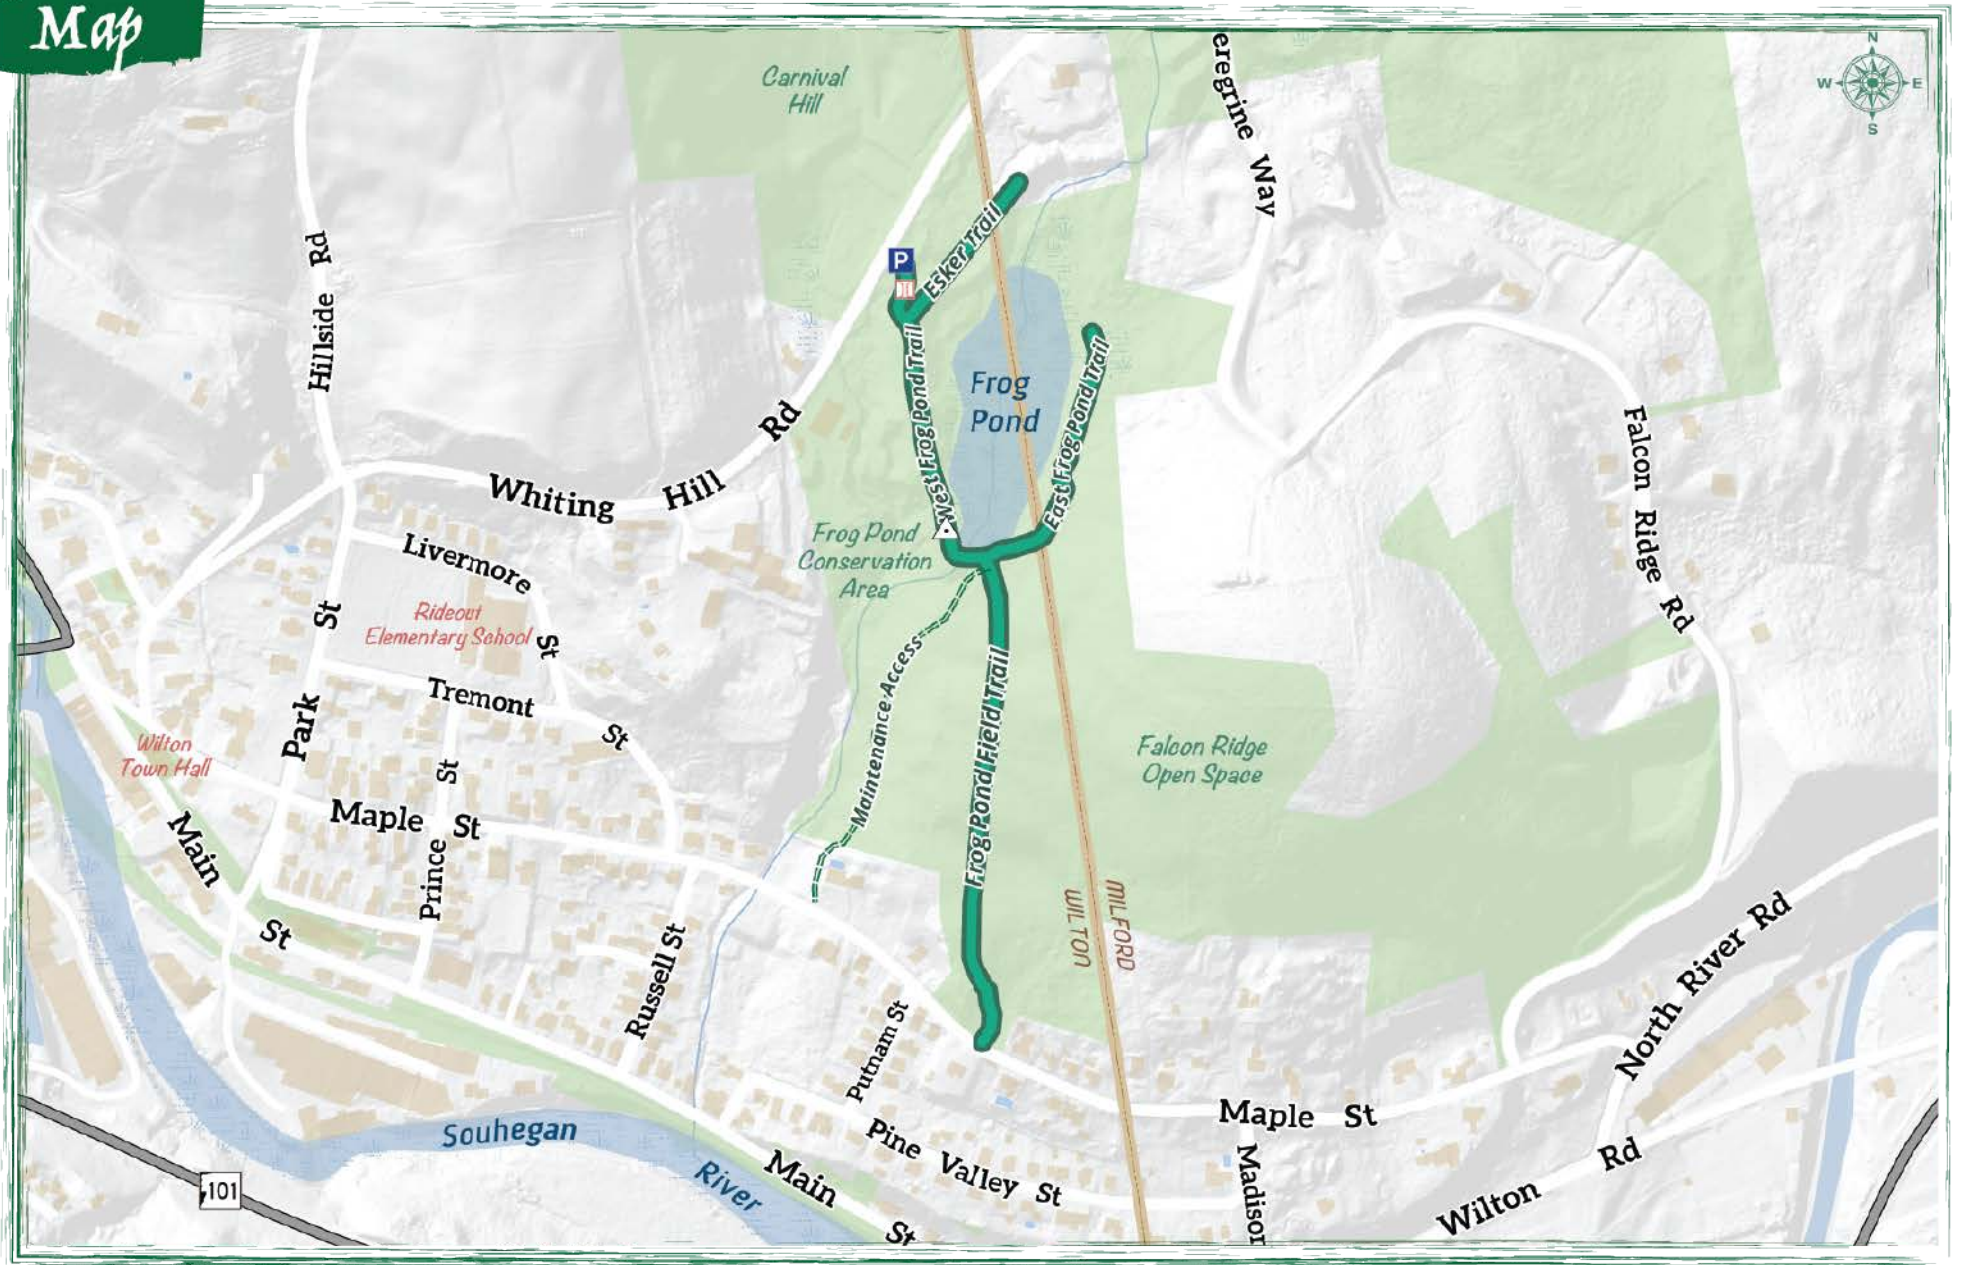 Map
N
W
E
S
Carnival
Hill
eregrine Way
Hillside Rd
P
Esker Trail
West Frog Pond Trail
Frog
Pond
East Frog Pond Trail
Whiting Hill Rd
Falcon Ridge Rd
Livermore St
Frog Pond
Conservation
Area
Rideout
Elementary School
Park St
Tremont St
Maintenance Access
Frog Pond Field Trail
Wilton
Town Hall
Falcon Ridge
Open Space
Maple St
Prince St
Main St
MILFORD
WILTON
Russell St
Putnam St
North River Rd
Maple St
Souhegan River
Pine Valley St
Main St
Madison
Wilton Rd
101